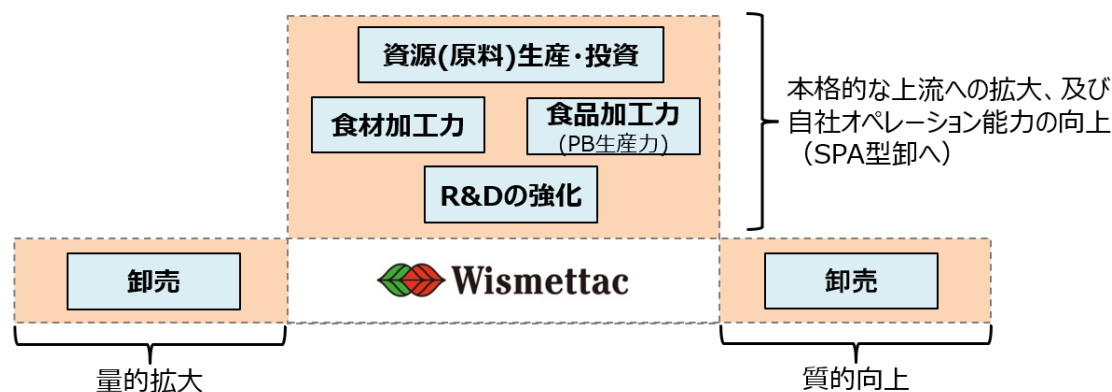 資源(原料)生産・投資
食材加工力
食品加工力
(PB生産力)
R&Dの強化
本格的な上流への拡大、及び
自社オペレーション能力の向上
（SPA型卸へ）
卸売
Wismettac
卸売
量的拡大
質的向上